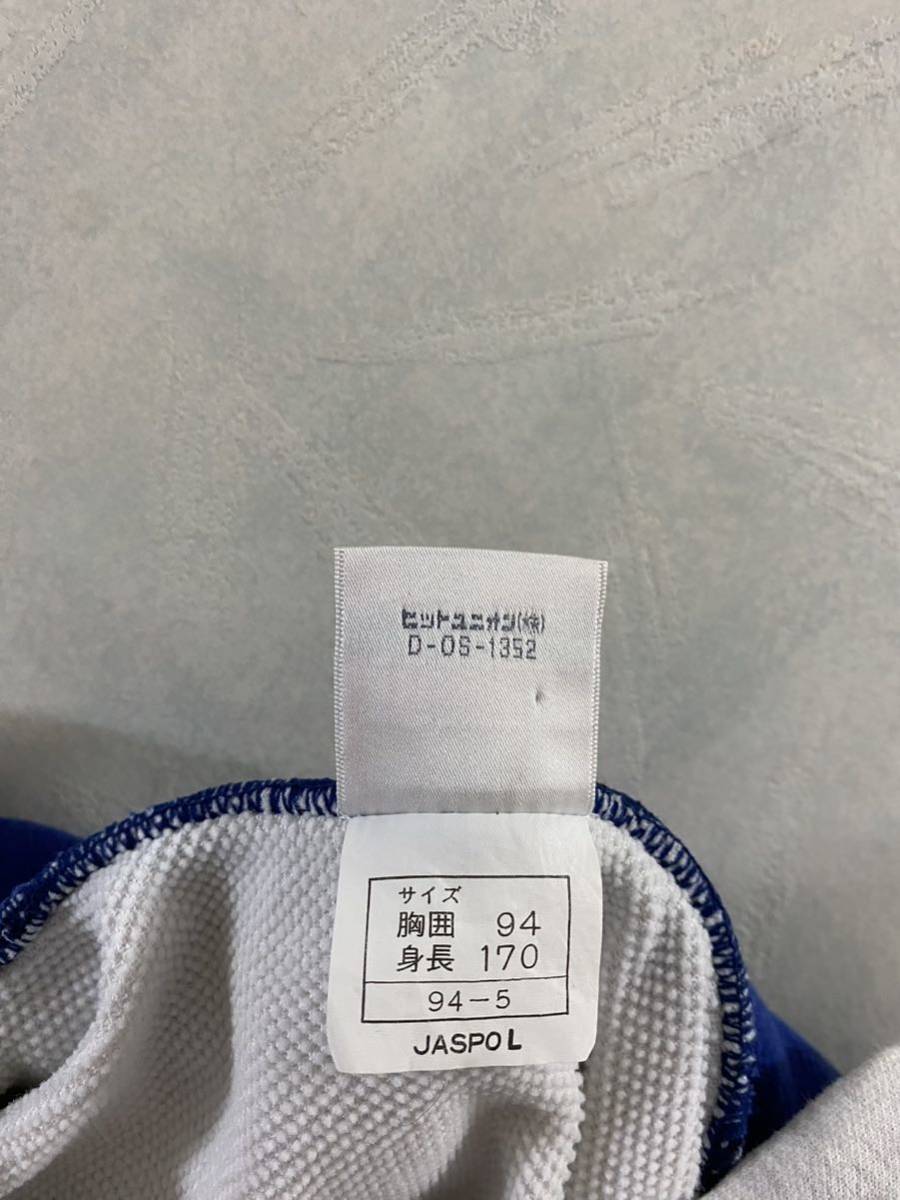 ヒットユニオン(株)
D-OS-1352
サイズ
胸囲 94
身長 170
94-5
JASPO L